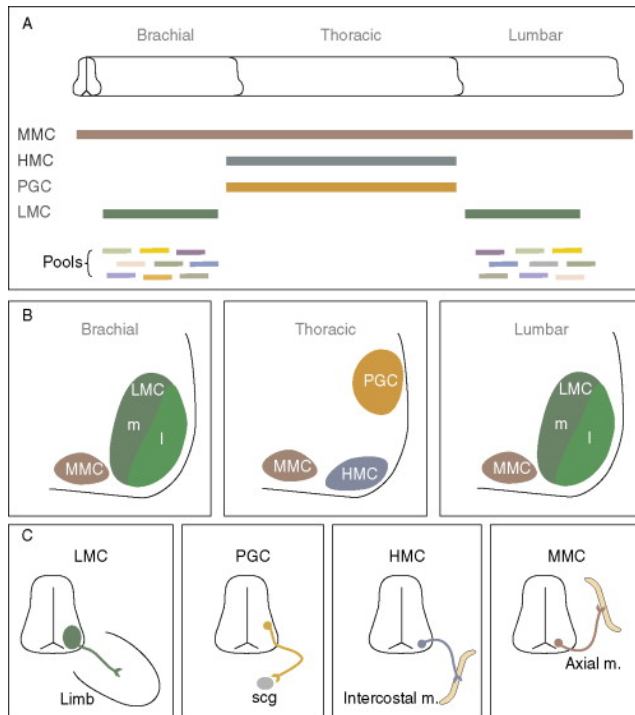 A
Brachial Thoracic Lumbar
MMC
HMC
PGC
LMC
Pools
B
Brachial Thoracic Lumbar
LMC PGC LMC
m l m l
MMC MMC HMC MMC
C
LMC PGC HMC MMC
Limb scg Intercostal m. Axial m.